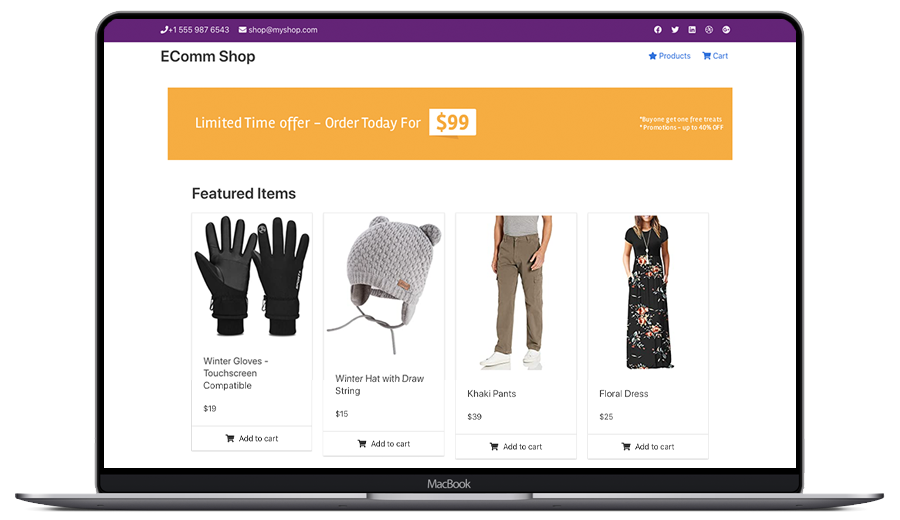 +1 555 987 6543 shop@myshop.com
EComm Shop
Products Cart
Limited Time offer – Order Today For $99
*Buy one get one free treats
* Promotions – up to 40% OFF
Featured Items
Winter Gloves -
Touchscreen
Compatible
$19
Add to cart
Winter Hat with Draw
String
$15
Add to cart
Khaki Pants
$39
Add to cart
Floral Dress
$25
Add to cart
MacBook